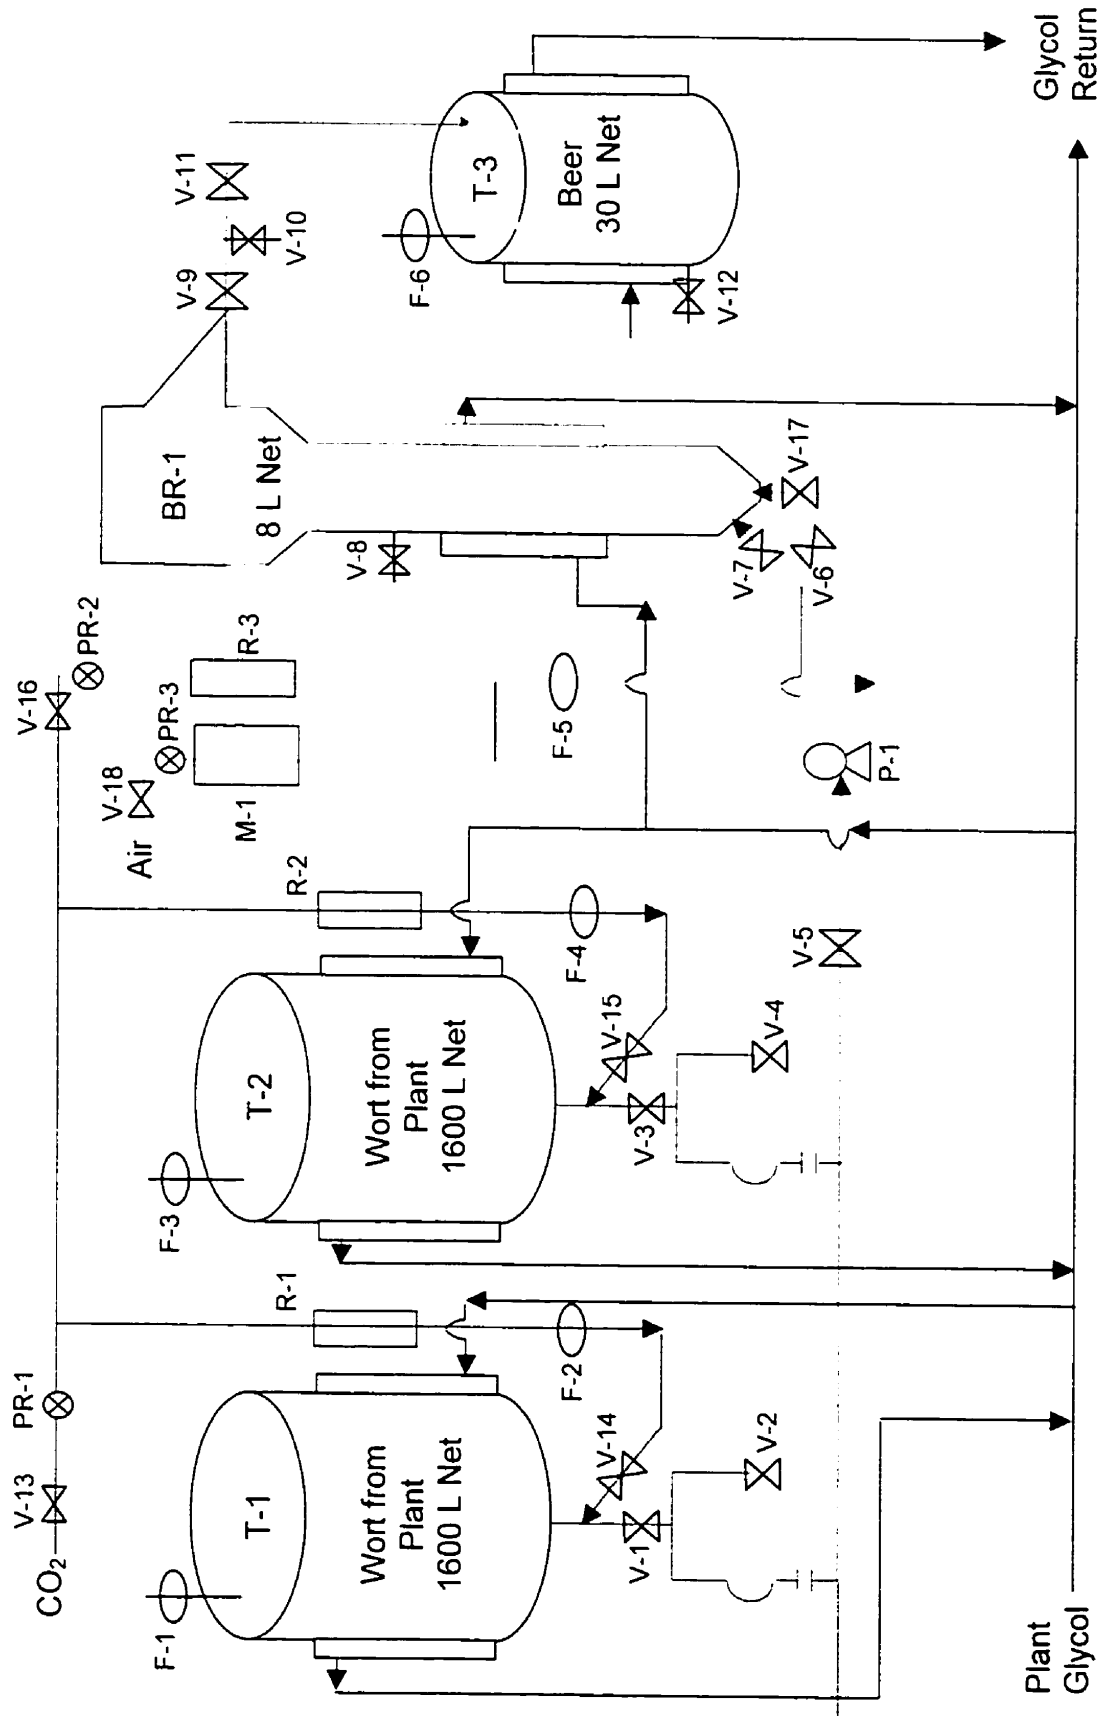 CO₂
V-13
PR-1
V-16
PR-2
Air
V-18
PR-3
M-1
R-3
BR-1
8 L Net
V-9
V-10
V-11
F-1
T-1
Wort from
Plant
1600 L Net
R-1
F-2
V-14
V-1
V-2
F-3
T-2
Wort from
Plant
1600 L Net
R-2
F-4
V-15
V-3
V-4
V-5
F-5
P-1
V-8
V-7
V-6
V-17
F-6
T-3
Beer
30 L Net
V-12
Plant
Glycol
Glycol
Return